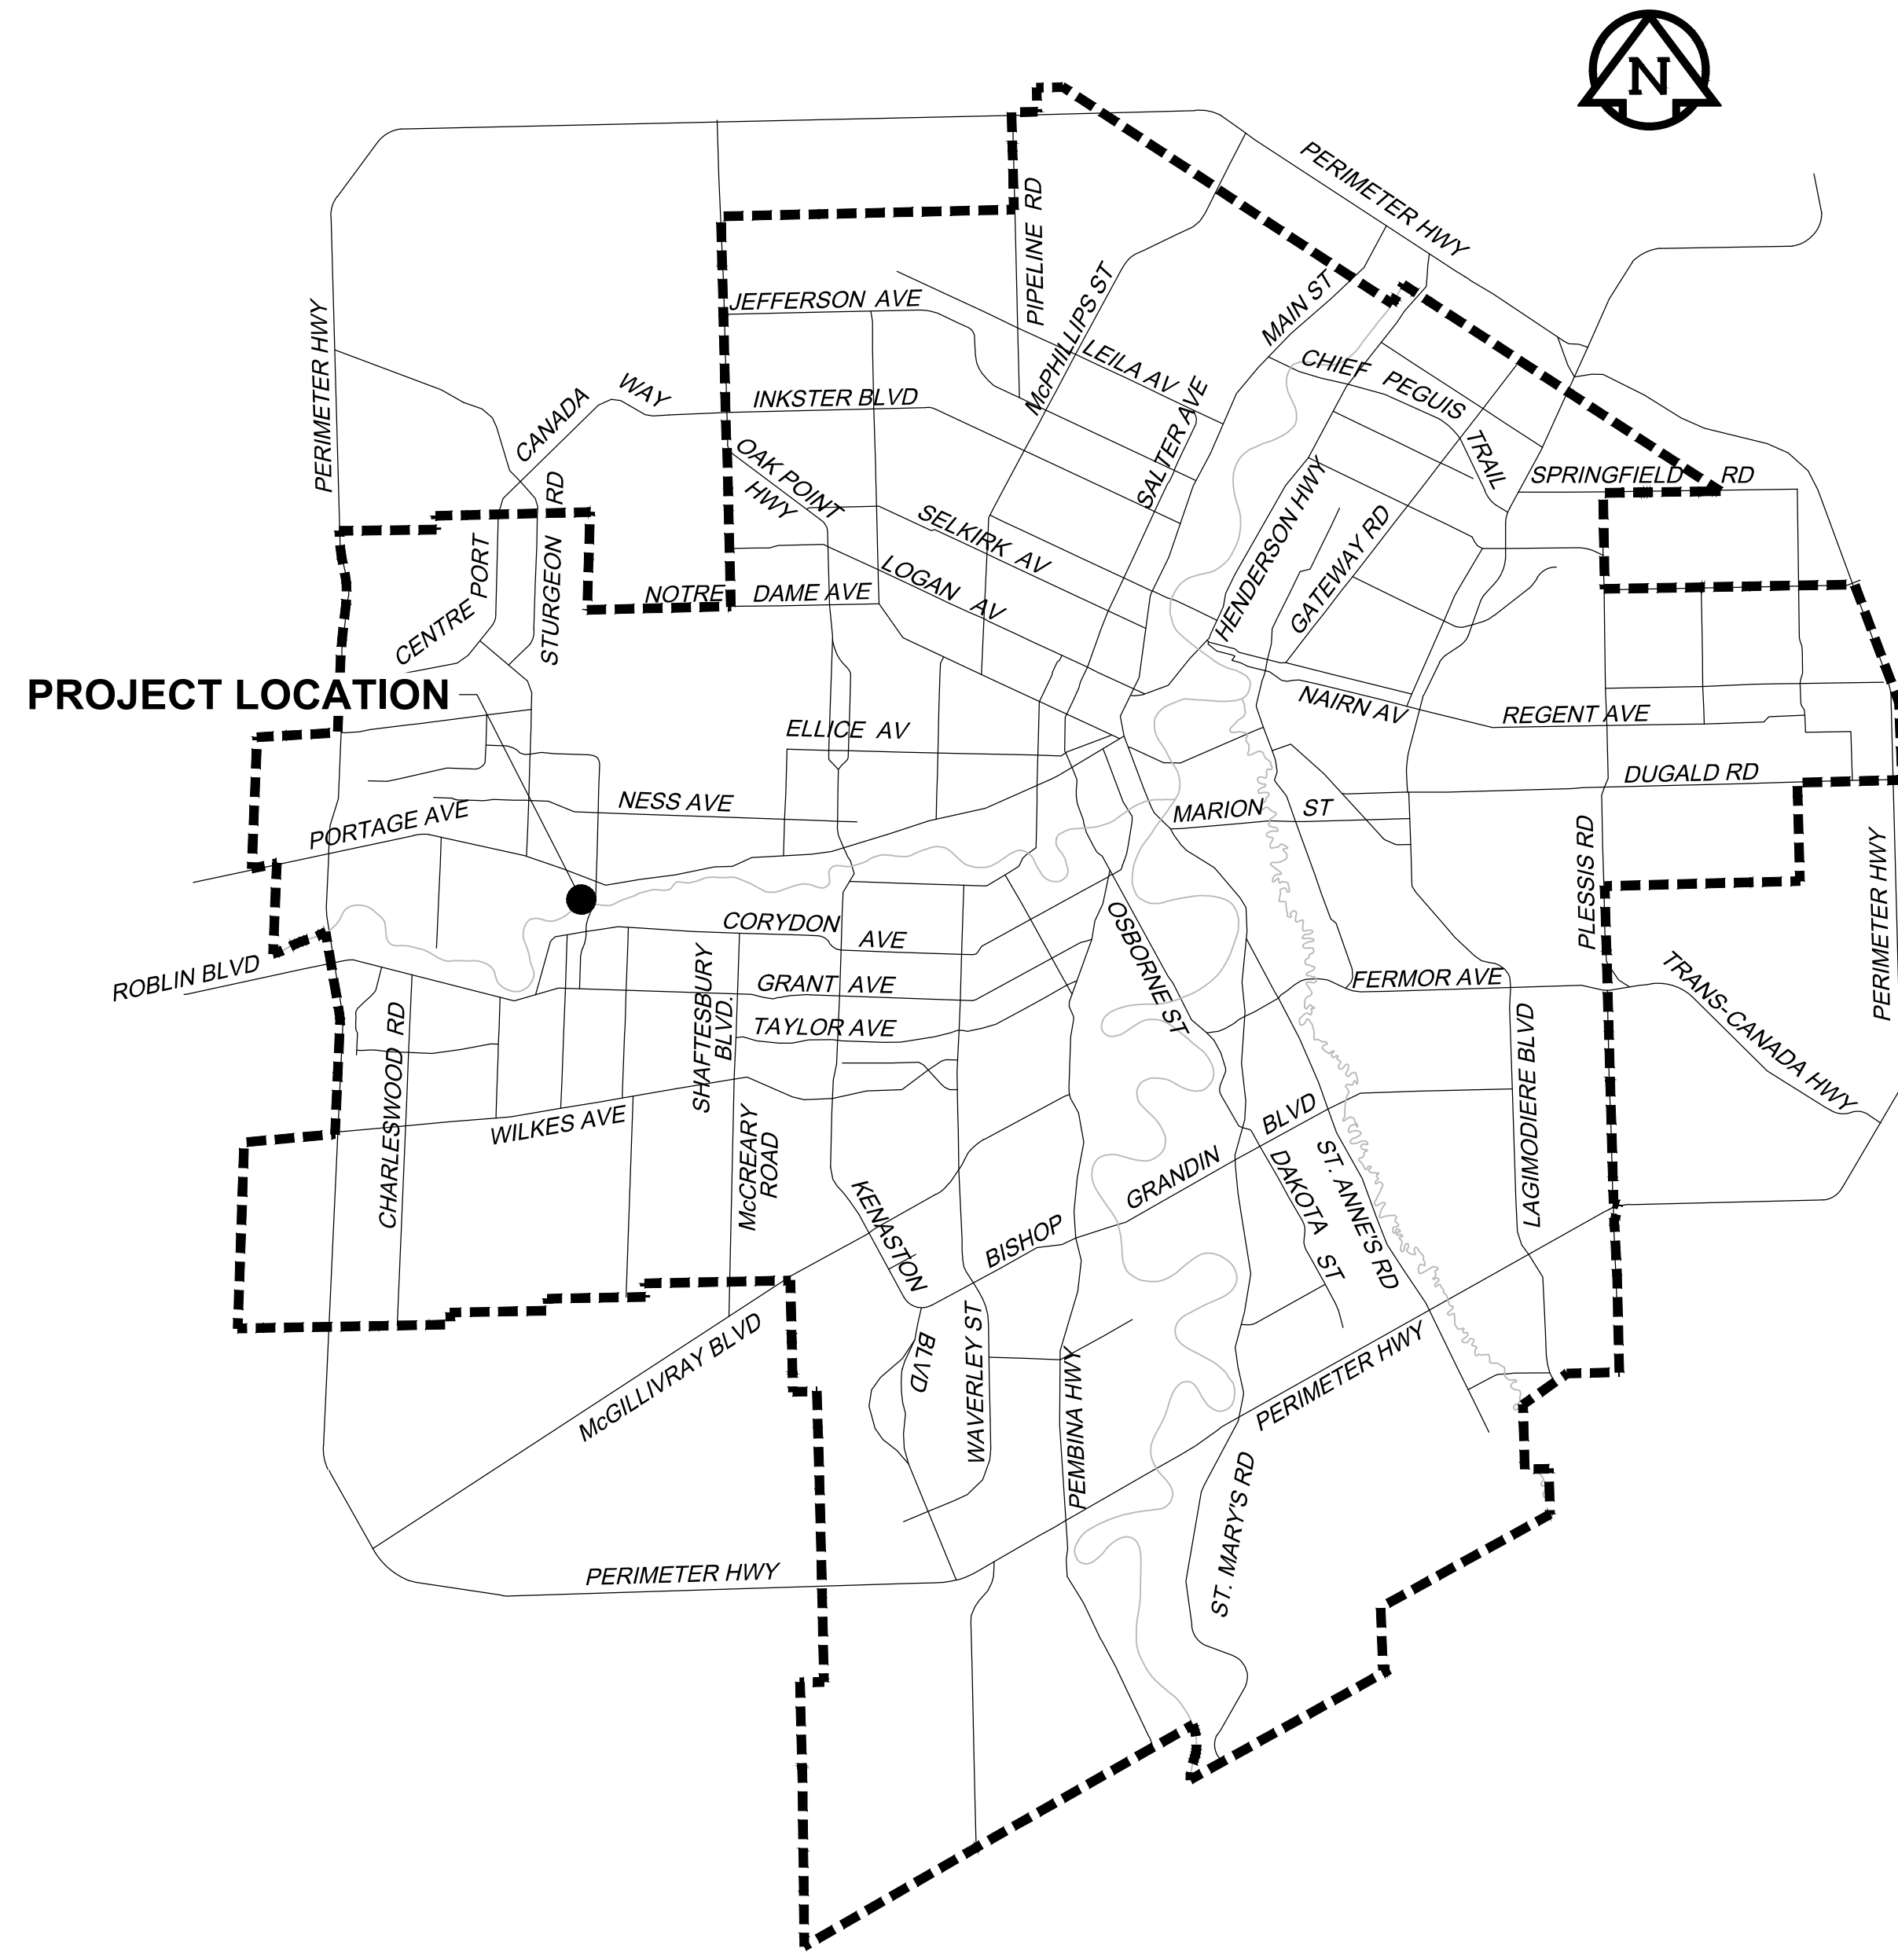 N
PERIMETER HWY
PIPELINE RD
McPHILLIPS ST
MAIN ST
JEFFERSON AVE
PERIMETER HWY
LEILA AV
CHIEF
PEGUIS
TRAIL
CANADA
WAY
INKSTER BLVD
SALTER AVE
OAK POINT
HWY
SPRINGFIELD RD
HENDERSON HWY
GATEWAY RD
SELKIRK AV
LOGAN AV
PORT
CENTRE
STURGEON RD
NOTRE DAME AVE
PROJECT LOCATION
NAIRN AV
REGENT AVE
ELLICE AV
DUGALD RD
NESS AVE
MARION ST
PORTAGE AVE
PLESSIS RD
PERIMETER HWY
CORYDON AVE
OSBORNE ST
ROBLIN BLVD
GRANT AVE
FERMOR AVE
TRANS-CANADA HWY
SHAFTESBURY
BLVD.
TAYLOR AVE
CHARLESWOOD RD
LAGIMODIERE BLVD
WILKES AVE
McCREARY
ROAD
BISHOP
GRANDIN
BLVD
DAKOTA ST
ST. ANNE'S RD
KENASTON
BLVD
McGILLIVRAY BLVD
WAVERLEY ST
PEMBINA HWY
PERIMETER HWY
ST. MARY'S RD
PERIMETER HWY